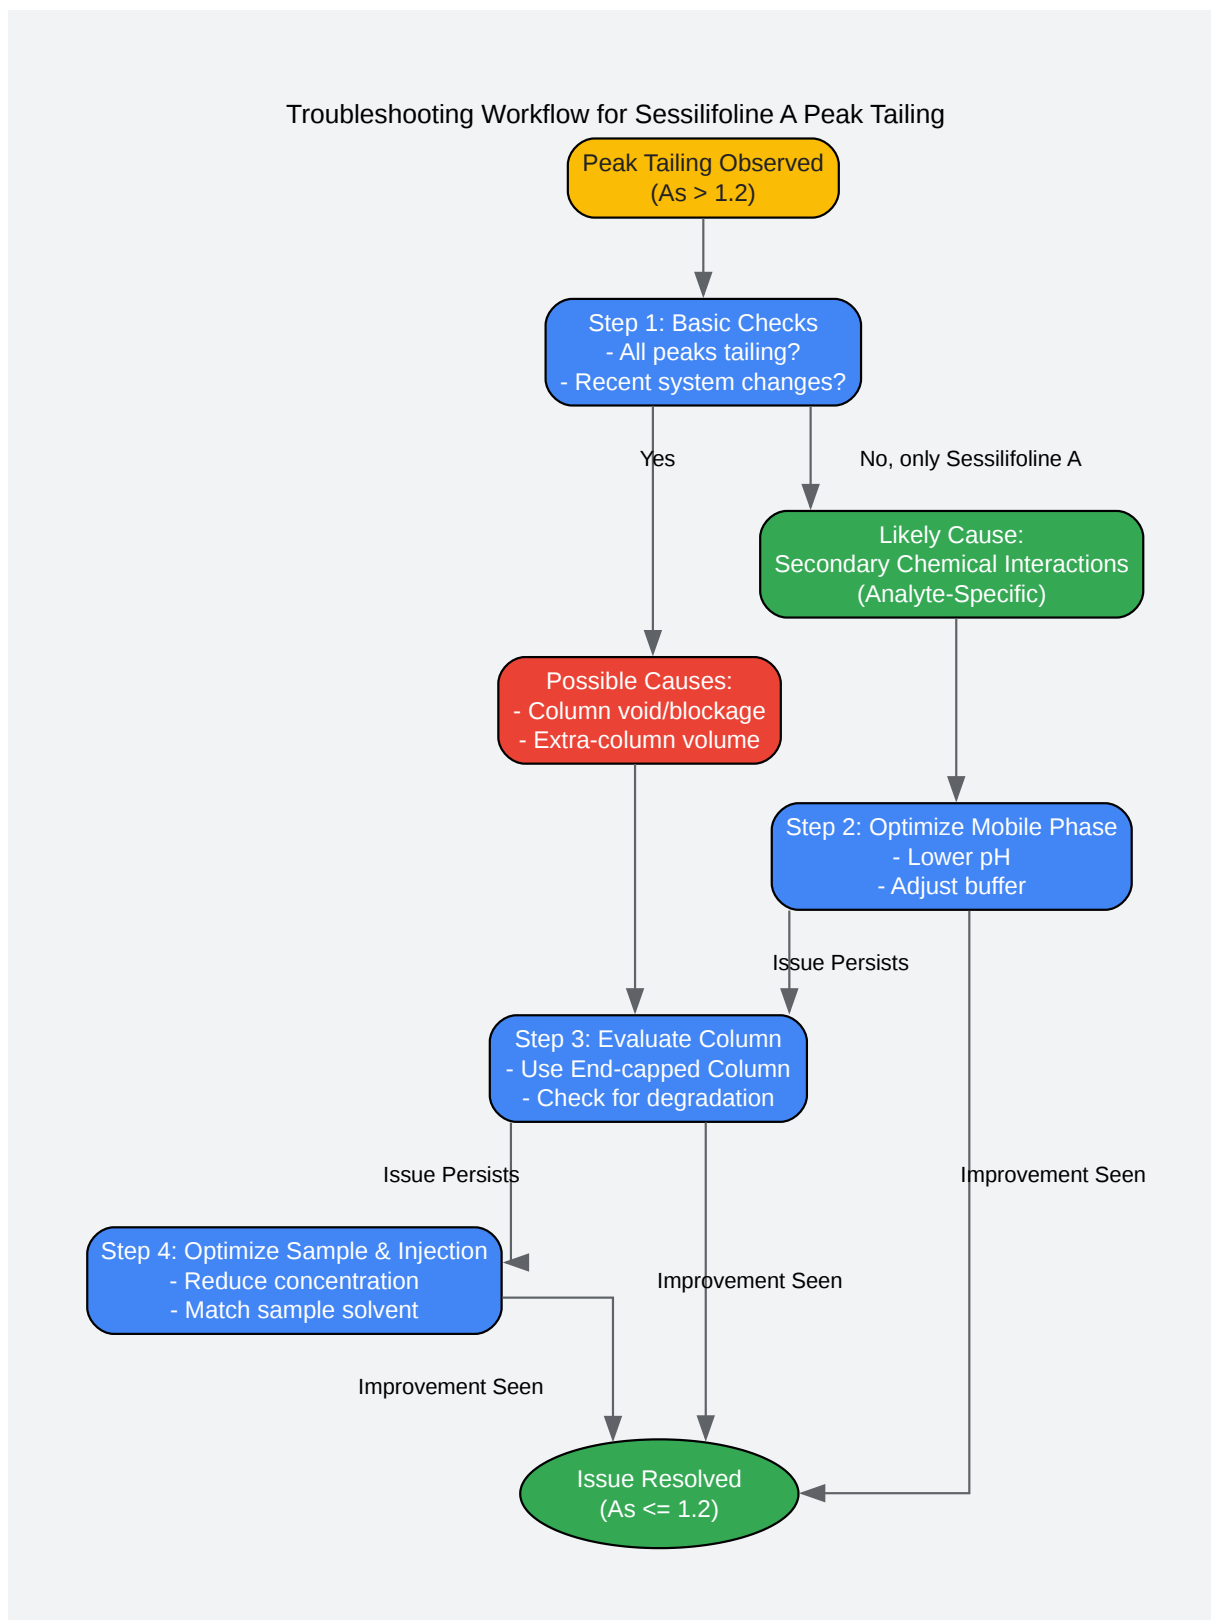 Troubleshooting Workflow for Sessilifoline A Peak Tailing
Peak Tailing Observed
(As > 1.2)
Step 1: Basic Checks
- All peaks tailing?
- Recent system changes?
Yes
No, only Sessilifoline A
Likely Cause:
Secondary Chemical Interactions
(Analyte-Specific)
Possible Causes:
- Column void/blockage
- Extra-column volume
Step 2: Optimize Mobile Phase
- Lower pH
- Adjust buffer
Issue Persists
Step 3: Evaluate Column
- Use End-capped Column
- Check for degradation
Issue Persists
Improvement Seen
Step 4: Optimize Sample & Injection
- Reduce concentration
- Match sample solvent
Improvement Seen
Improvement Seen
Issue Resolved
(As <= 1.2)